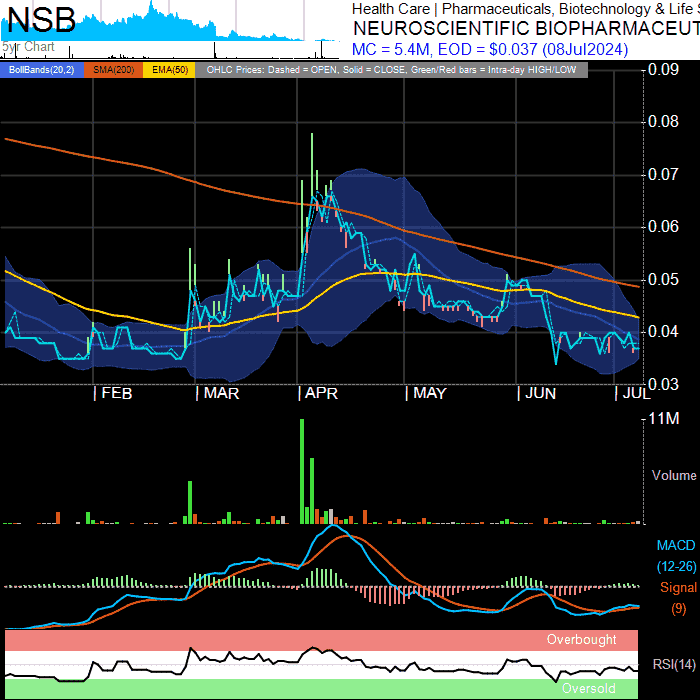 NSB
5yr Chart
Health Care | Pharmaceuticals, Biotechnology & Life S
NEUROSCIENTIFIC BIOPHARMACEUT
MC = 5.4M, EOD = $0.037 (08Jul2024)
BollBands(20,2) SMA(200) EMA(50) OHLC Prices: Dashed = OPEN, Solid = CLOSE, Green/Red bars = Intra-day HIGH/LOW
0.09
0.08
0.07
0.06
0.05
0.04
0.03
| FEB | MAR | APR | MAY | JUN | JUL
11M
Volume
MACD
(12-26)
Signal
(9)
Overbought
RSI(14)
Oversold